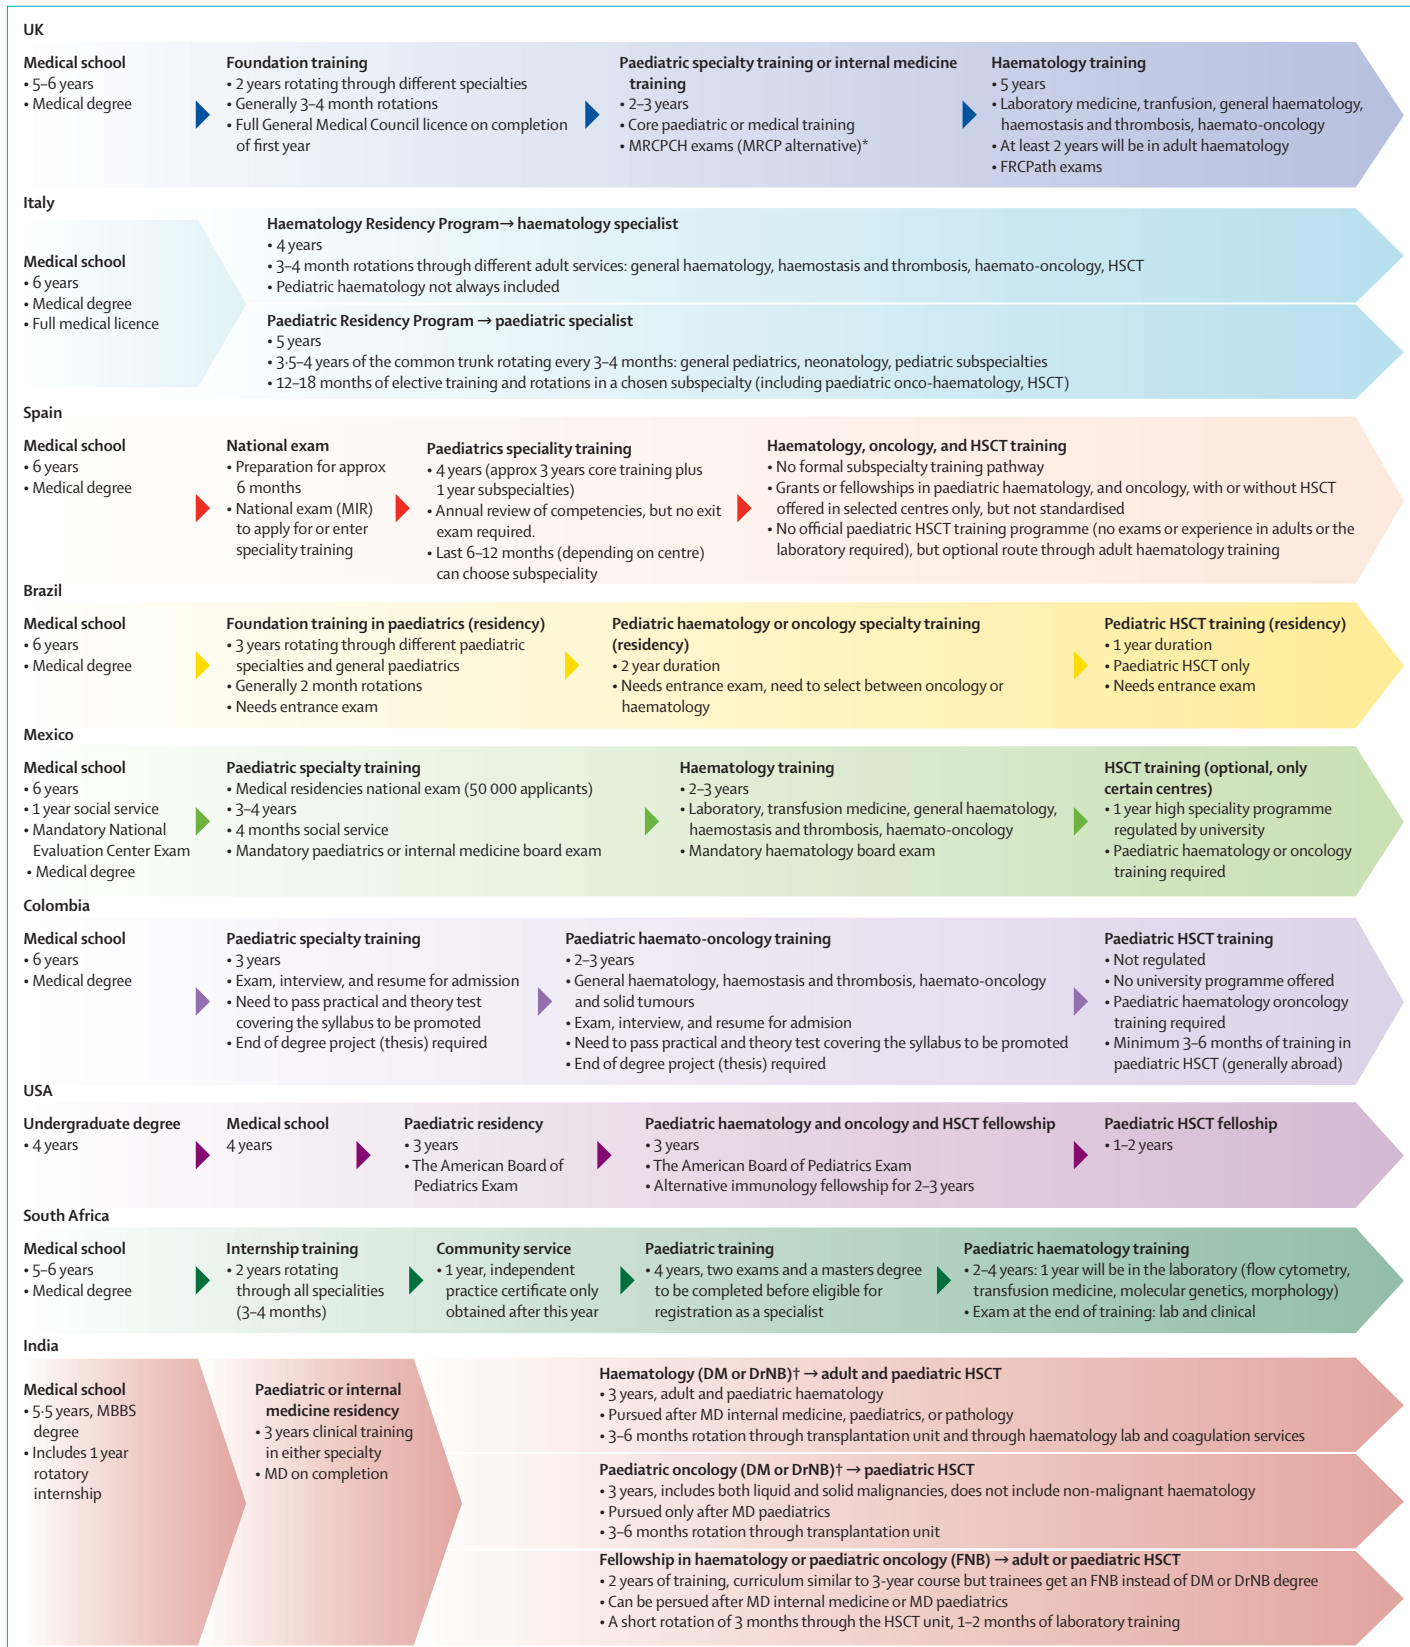 UK
Medical school
• 5–6 years
• Medical degree
Foundation training
• 2 years rotating through different specialties
• Generally 3–4 month rotations
• Full General Medical Council licence on completion
of first year
Paediatric specialty training or internal medicine
training
• 2–3 years
• Core paediatric or medical training
• MRCPCH exams (MRCP alternative)*
Haematology training
• 5 years
• Laboratory medicine, tranfusion, general haematology,
haemostasis and thrombosis, haemato-oncology
• At least 2 years will be in adult haematology
• FRCPath exams
Italy
Medical school
• 6 years
• Medical degree
• Full medical licence
Haematology Residency Program→ haematology specialist
• 4 years
• 3–4 month rotations through different adult services: general haematology, haemostasis and thrombosis, haemato-oncology, HSCT
• Pediatric haematology not always included
Paediatric Residency Program → paediatric specialist
• 5 years
• 3·5–4 years of the common trunk rotating every 3–4 months: general pediatrics, neonatology, pediatric subspecialties
• 12–18 months of elective training and rotations in a chosen subspecialty (including paediatric onco-haematology, HSCT)
Spain
Medical school
• 6 years
• Medical degree
National exam
• Preparation for approx
6 months
• National exam (MIR)
to apply for or enter
speciality training
Paediatrics speciality training
• 4 years (approx 3 years core training plus
1 year subspecialties)
• Annual review of competencies, but no exit
exam required.
• Last 6–12 months (depending on centre)
can choose subspeciality
Haematology, oncology, and HSCT training
• No formal subspecialty training pathway
• Grants or fellowships in paediatric haematology, and oncology, with or without HSCT
offered in selected centres only, but not standardised
• No official paediatric HSCT training programme (no exams or experience in adults or the
laboratory required), but optional route through adult haematology training
Brazil
Medical school
• 6 years
• Medical degree
Foundation training in paediatrics (residency)
• 3 years rotating through different paediatric
specialties and general paediatrics
• Generally 2 month rotations
• Needs entrance exam
Pediatric haematology or oncology specialty training
(residency)
• 2 year duration
• Needs entrance exam, need to select between oncology or
haematology
Pediatric HSCT training (residency)
• 1 year duration
• Paediatric HSCT only
• Needs entrance exam
Mexico
Medical school
• 6 years
• 1 year social service
• Mandatory National
Evaluation Center Exam
• Medical degree
Paediatric specialty training
• Medical residencies national exam (50 000 applicants)
• 3–4 years
• 4 months social service
• Mandatory paediatrics or internal medicine board exam
Haematology training
• 2–3 years
• Laboratory, transfusion medicine, general haematology,
haemostasis and thrombosis, haemato-oncology
• Mandatory haematology board exam
HSCT training (optional, only
certain centres)
• 1 year high speciality programme
regulated by university
• Paediatric haematology or oncology
training required
Colombia
Medical school
• 6 years
• Medical degree
Paediatric specialty training
• 3 years
• Exam, interview, and resume for admission
• Need to pass practical and theory test
covering the syllabus to be promoted
• End of degree project (thesis) required
Paediatric haemato-oncology training
• 2–3 years
• General haematology, haemostasis and thrombosis, haemato-oncology
and solid tumours
• Exam, interview, and resume for admision
• Need to pass practical and theory test covering the syllabus to be promoted
• End of degree project (thesis) required
Paediatric HSCT training
• Not regulated
• No university programme offered
• Paediatric haematology oroncology
training required
• Minimum 3–6 months of training in
paediatric HSCT (generally abroad)
USA
Undergraduate degree
• 4 years
Medical school
4 years
Paediatric residency
• 3 years
• The American Board of
Pediatrics Exam
Paediatric haematology and oncology and HSCT fellowship
• 3 years
• The American Board of Pediatrics Exam
• Alternative immunology fellowship for 2–3 years
Paediatric HSCT felloship
• 1–2 years
South Africa
Medical school
• 5–6 years
• Medical degree
Internship training
• 2 years rotating
through all specialities
(3–4 months)
Community service
• 1 year, independent
practice certificate only
obtained after this year
Paediatric training
• 4 years, two exams and a masters degree
to be completed before eligible for
registration as a specialist
Paediatric haematology training
• 2–4 years: 1 year will be in the laboratory (flow cytometry,
transfusion medicine, molecular genetics, morphology)
• Exam at the end of training: lab and clinical
India
Medical school
• 5·5 years, MBBS
degree
• Includes 1 year
rotatory
internship
Paediatric or internal
medicine residency
• 3 years clinical training
in either specialty
• MD on completion
Haematology (DM or DrNB)† → adult and paediatric HSCT
• 3 years, adult and paediatric haematology
• Pursued after MD internal medicine, paediatrics, or pathology
• 3–6 months rotation through transplantation unit and through haematology lab and coagulation services
Paediatric oncology (DM or DrNB)† → paediatric HSCT
• 3 years, includes both liquid and solid malignancies, does not include non-malignant haematology
• Pursued only after MD paediatrics
• 3–6 months rotation through transplantation unit
Fellowship in haematology or paediatric oncology (FNB) → adult or paediatric HSCT
• 2 years of training, curriculum similar to 3-year course but trainees get an FNB instead of DM or DrNB degree
• Can be persued after MD internal medicine or MD paediatrics
• A short rotation of 3 months through the HSCT unit, 1–2 months of laboratory training